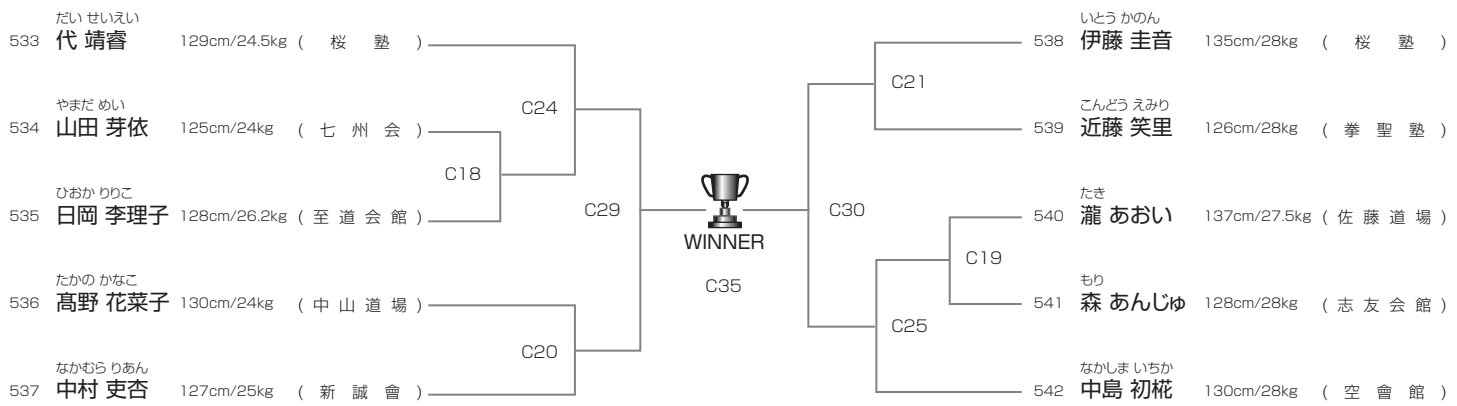 だい せいえい
533 代 靖睿 129cm/24.5kg ( 桜 塾 )
やまだ めい
534 山田 芽依 125cm/24kg ( 七 州 会 )
ひおか りりこ
535 日岡 李理子 128cm/26.2kg ( 至 道 会 館 )
たかの かなこ
536 髙野 花菜子 130cm/24kg ( 中 山 道 場 )
なかむら りあん
537 中村 吏杏 127cm/25kg ( 新 誠 會 )
C24
C18
C29
C20
WINNER
C35
C21
C30
C19
C25
いとう かのん
538 伊藤 圭音 135cm/28kg ( 桜 塾 )
こんどう えみり
539 近藤 笑里 126cm/28kg ( 拳 聖 塾 )
たき
540 瀧 あおい 137cm/27.5kg ( 佐 藤 道 場 )
もり
541 森 あんじゅ 128cm/28kg ( 志 友 会 館 )
なかしま いちか
542 中島 初椛 130cm/28kg ( 空 會 館 )